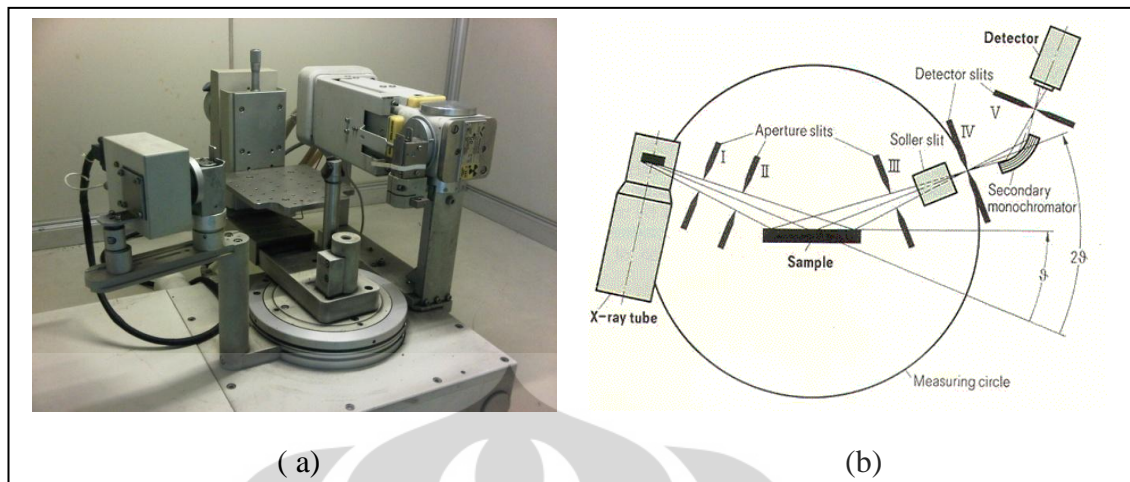 Detector
Detector
slits
V
IV
Soller slit
Aperture slits
I
II
III
Secondary
monochromator
Sample
ϑ
2ϑ
X-ray tube
Measuring circle
( a)
(b)